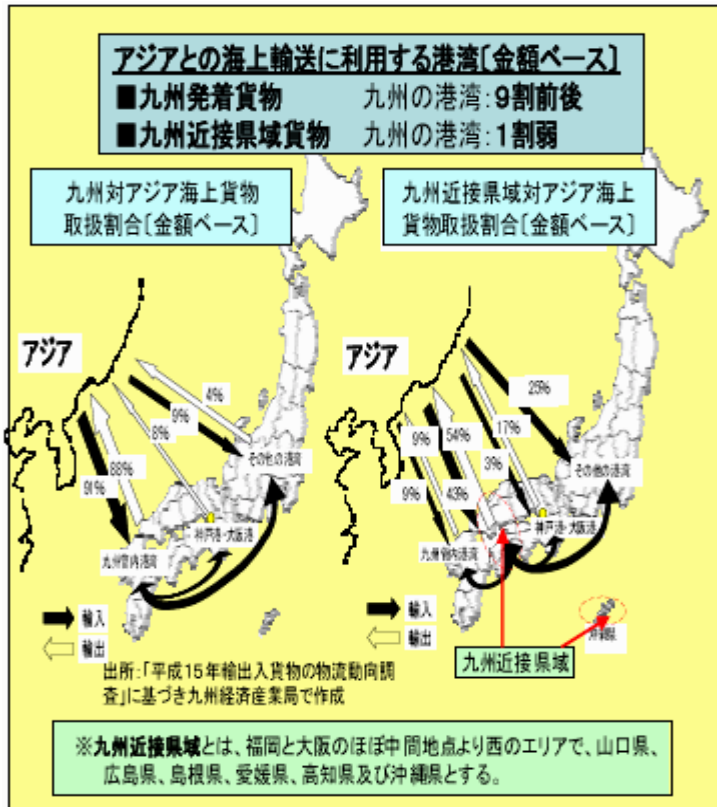 アジアとの海上輸送に利用する港湾〔金額ベース〕
■九州発着貨物 九州の港湾:9割前後
■九州近接県域貨物 九州の港湾:1割弱
九州対アジア海上貨物
取扱割合〔金額ベース〕
アジア
4%
9%
8%
88%
91%
その他の港湾
神戸港・大阪港
九州管内港湾
輸入
輸出
出所:「平成15年輸出入貨物の物流動向調
査」に基づき九州経済産業局で作成
九州近接県域対アジア海上
貨物取扱割合〔金額ベース〕
アジア
25%
17%
9%
54%
3%
9%
43%
その他の港湾
神戸港・大阪港
九州管内港湾
沖縄県
輸入
輸出
九州近接県域
※九州近接県域とは、福岡と大阪のほぼ中間地点より西のエリアで、山口県、
広島県、島根県、愛媛県、高知県及び沖縄県とする。